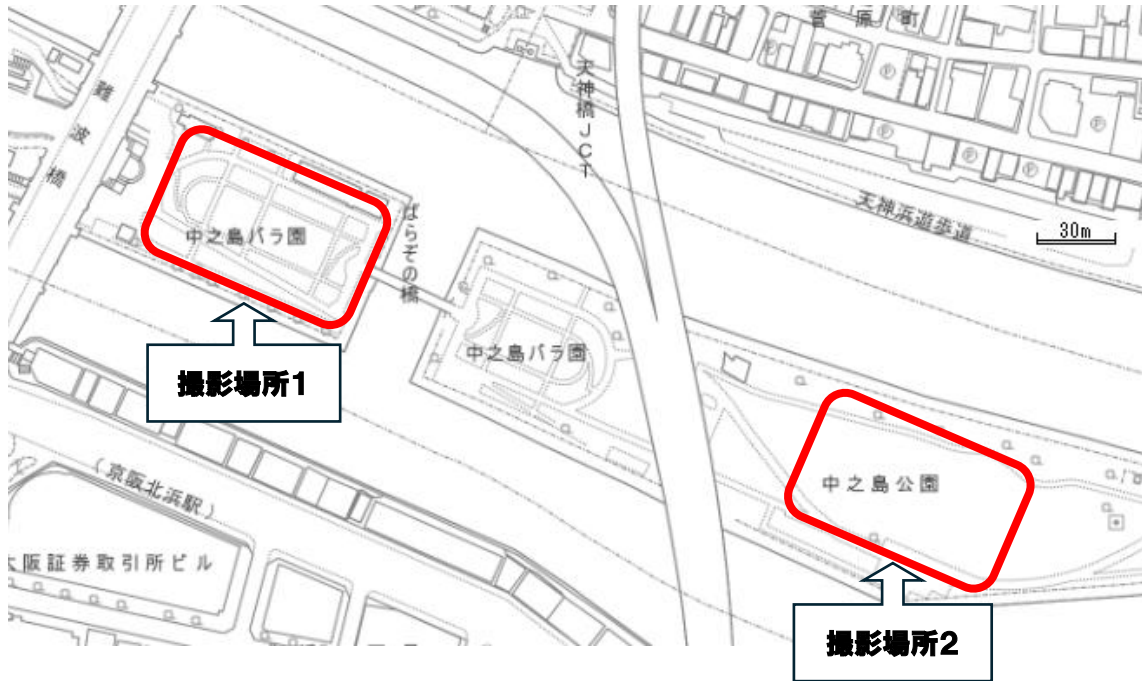 菅原町
難波橋
天神橋JCT
天神浜遊歩道
30m
中之島バラ園
ばらぞの橋
撮影場所1
中之島バラ園
中之島公園
(京阪北浜駅)
大阪証券取引所ビル
撮影場所2